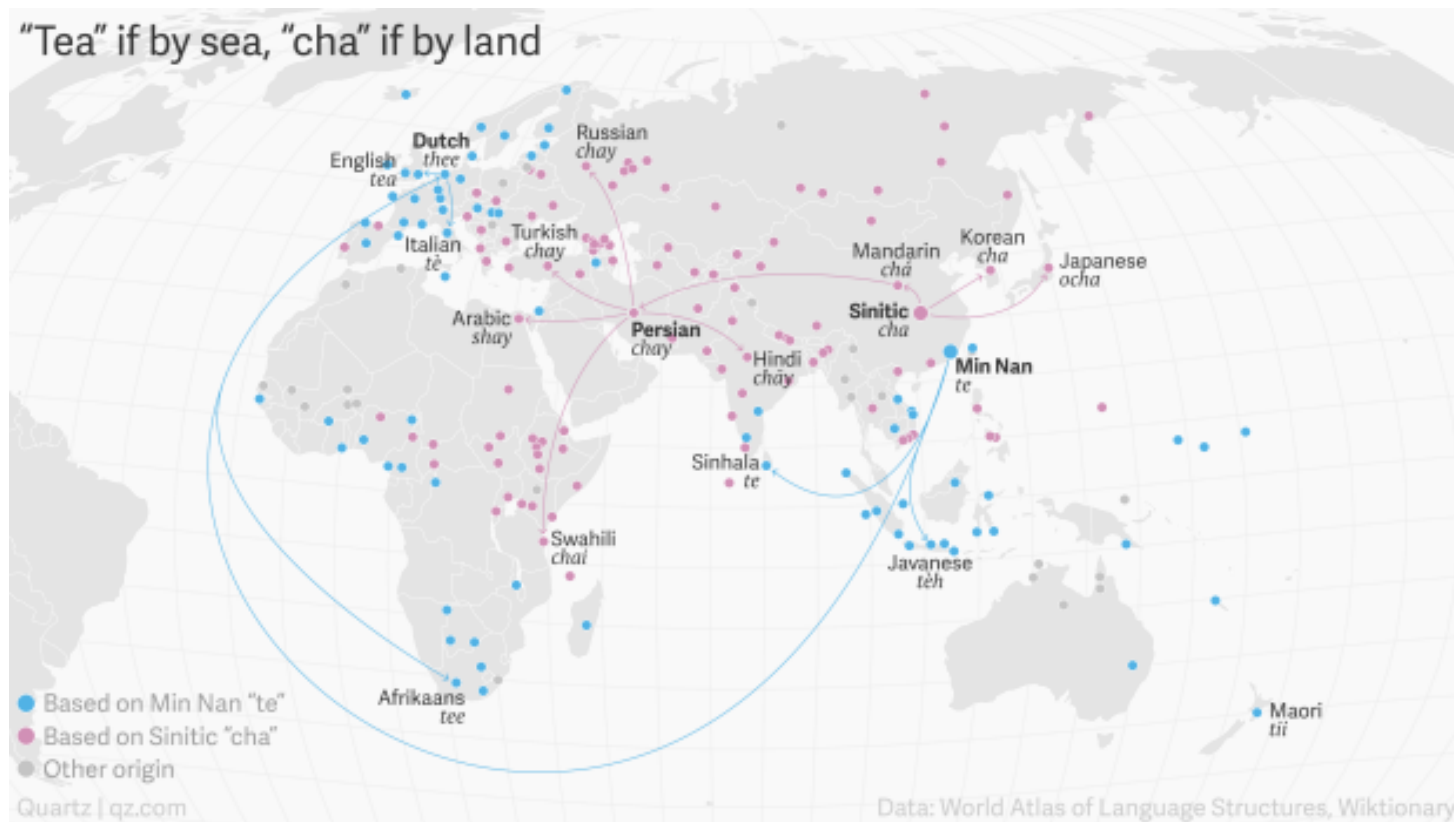 “Tea” if by sea, “cha” if by land
Dutch
thee
English
tea
Russian
chay
Italian
tè
Turkish
chay
Mandarin
chá
Korean
cha
Japanese
ocha
Arabic
shay
Persian
chay
Sinitic
cha
Hindi
chāy
Min Nan
te
Sinhala
te
Swahili
chai
Javanese
tèh
Afrikaans
tee
Maori
tii
Based on Min Nan “te”
Based on Sinitic “cha”
Other origin
Quartz | qz.com
Data: World Atlas of Language Structures, Wiktionary